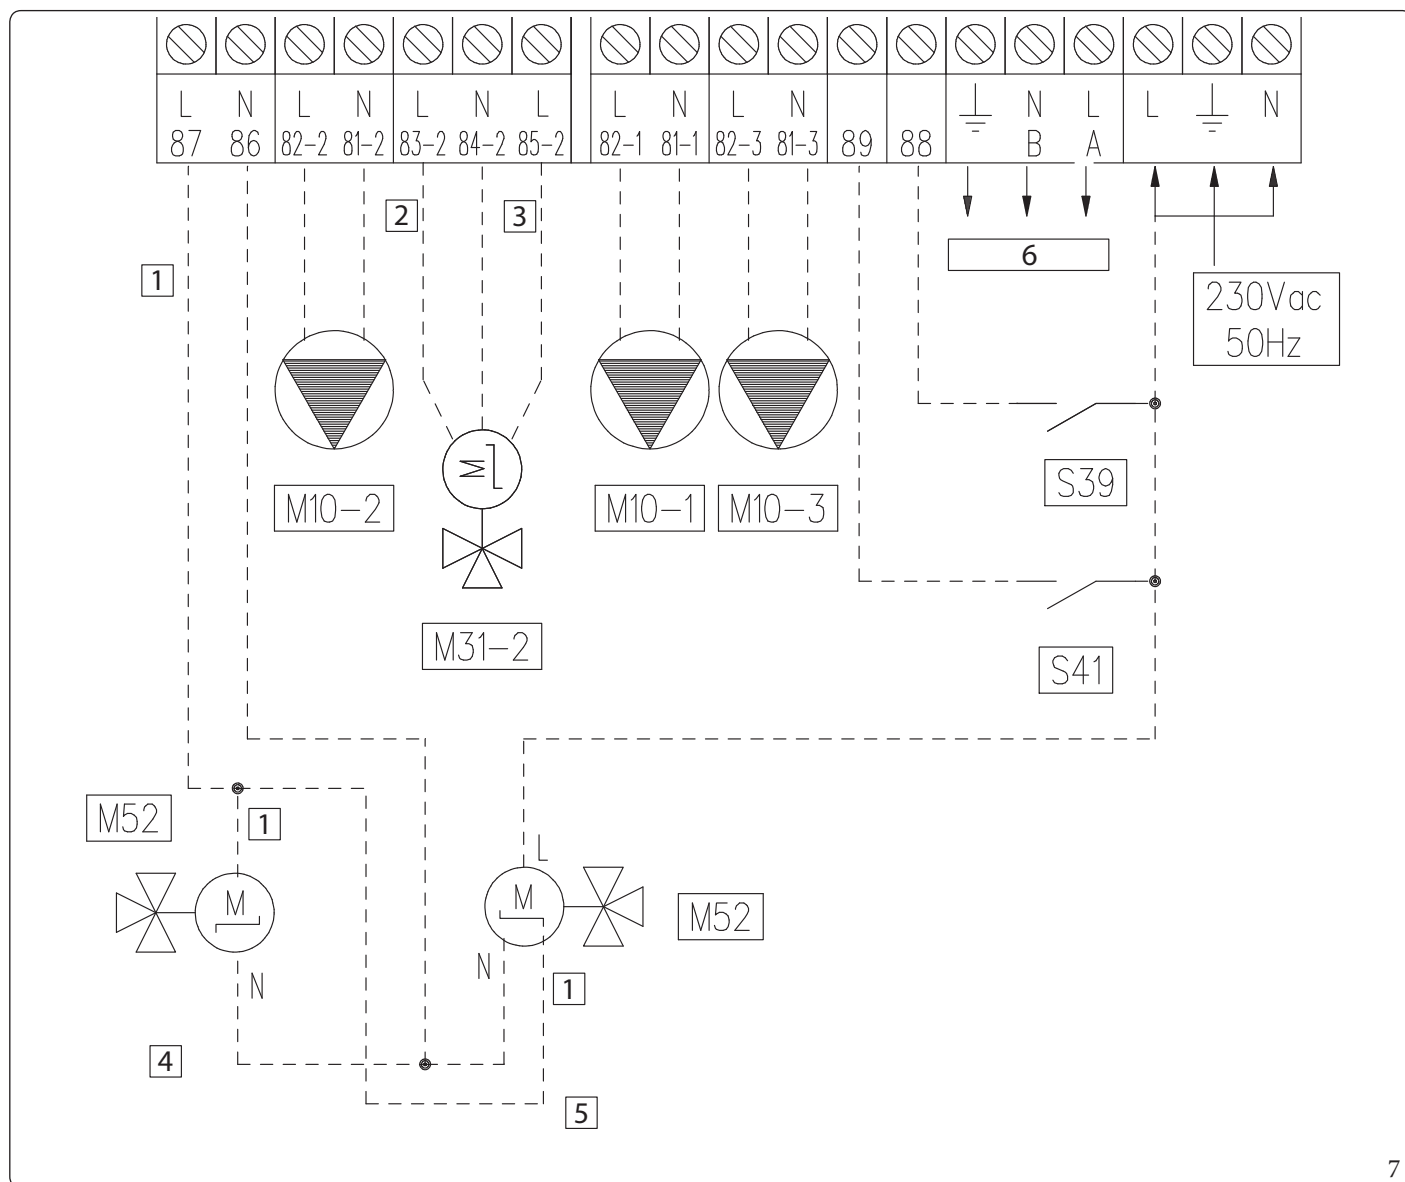 L N L N L N L L N L N N L L N
87 86 82-2 81-2 83-2 84-2 85-2 82-1 81-1 82-3 81-3 89 88 B A
2 3
1 6
230Vac
50Hz
S39
M10-2 M10-1 M10-3
M
M31-2
S41
M52
1
L
M M
M52
N N
1
4
5
7